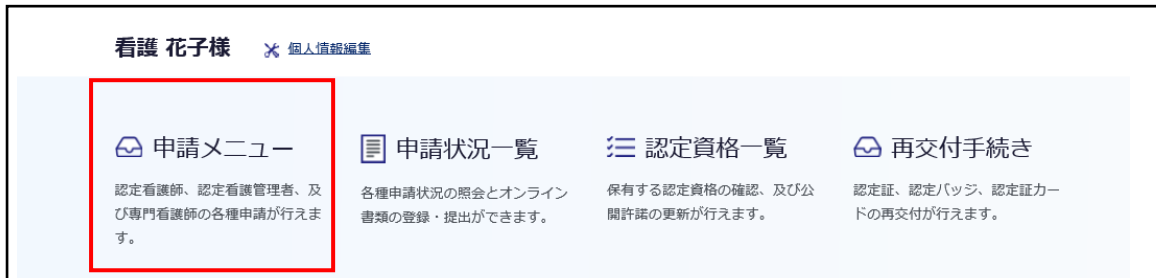 看護 花子様 個人情報編集
申請メニュー
認定看護師、認定看護管理者、及
び専門看護師の各種申請が行えま
す。
申請状況一覧
各種申請状況の照会とオンライン
書類の登録・提出ができます。
認定資格一覧
保有する認定資格の確認、及び公
開許諾の更新が行えます。
再交付手続き
認定証、認定バッジ、認定証カー
ドの再交付が行えます。